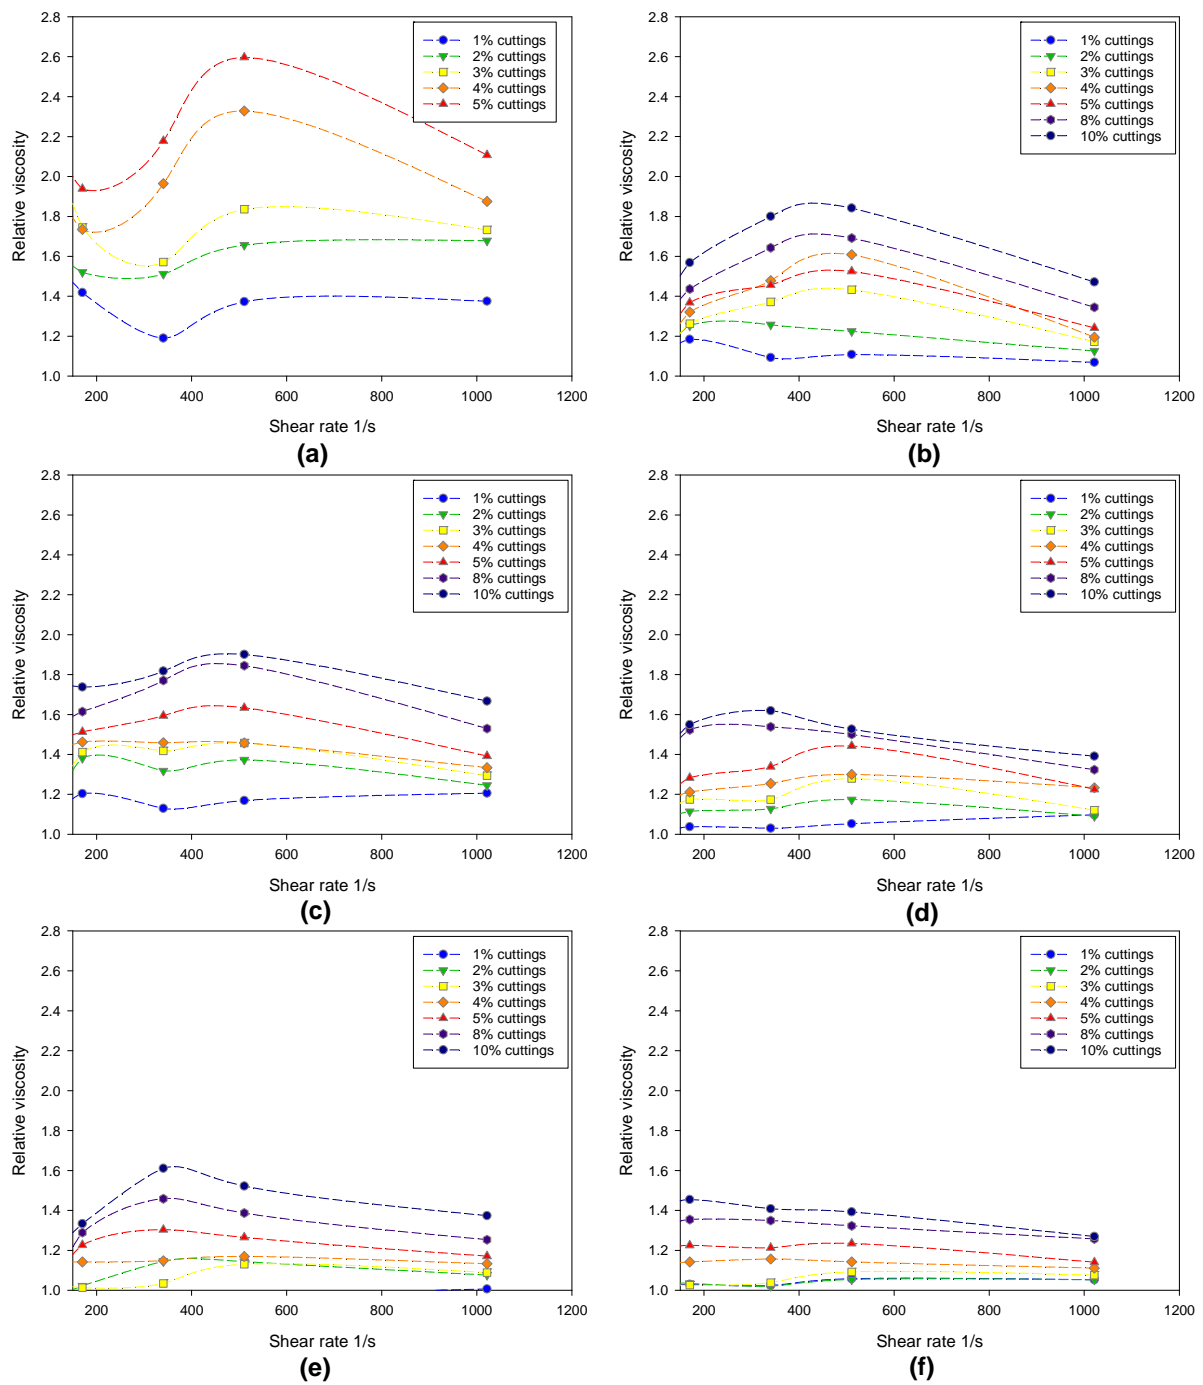 2.8
2.6
2.4
2.2
2.0
1.8
1.6
1.4
1.2
1.0
Relative viscosity
200 400 600 800 1000 1200
Shear rate 1/s
1% cuttings
2% cuttings
3% cuttings
4% cuttings
5% cuttings
(a)
2.8
2.6
2.4
2.2
2.0
1.8
1.6
1.4
1.2
1.0
Relative viscosity
200 400 600 800 1000 1200
Shear rate 1/s
1% cuttings
2% cuttings
3% cuttings
4% cuttings
5% cuttings
8% cuttings
10% cuttings
(b)
2.8
2.6
2.4
2.2
2.0
1.8
1.6
1.4
1.2
1.0
Relative viscosity
200 400 600 800 1000 1200
Shear rate 1/s
1% cuttings
2% cuttings
3% cuttings
4% cuttings
5% cuttings
8% cuttings
10% cuttings
(c)
2.8
2.6
2.4
2.2
2.0
1.8
1.6
1.4
1.2
1.0
Relative viscosity
200 400 600 800 1000 1200
Shear rate 1/s
1% cuttings
2% cuttings
3% cuttings
4% cuttings
5% cuttings
8% cuttings
10% cuttings
(d)
2.8
2.6
2.4
2.2
2.0
1.8
1.6
1.4
1.2
1.0
Relative viscosity
200 400 600 800 1000 1200
Shear rate 1/s
1% cuttings
2% cuttings
3% cuttings
4% cuttings
5% cuttings
8% cuttings
10% cuttings
(e)
2.8
2.6
2.4
2.2
2.0
1.8
1.6
1.4
1.2
1.0
Relative viscosity
200 400 600 800 1000 1200
Shear rate 1/s
1% cuttings
2% cuttings
3% cuttings
4% cuttings
5% cuttings
8% cuttings
10% cuttings
(f)